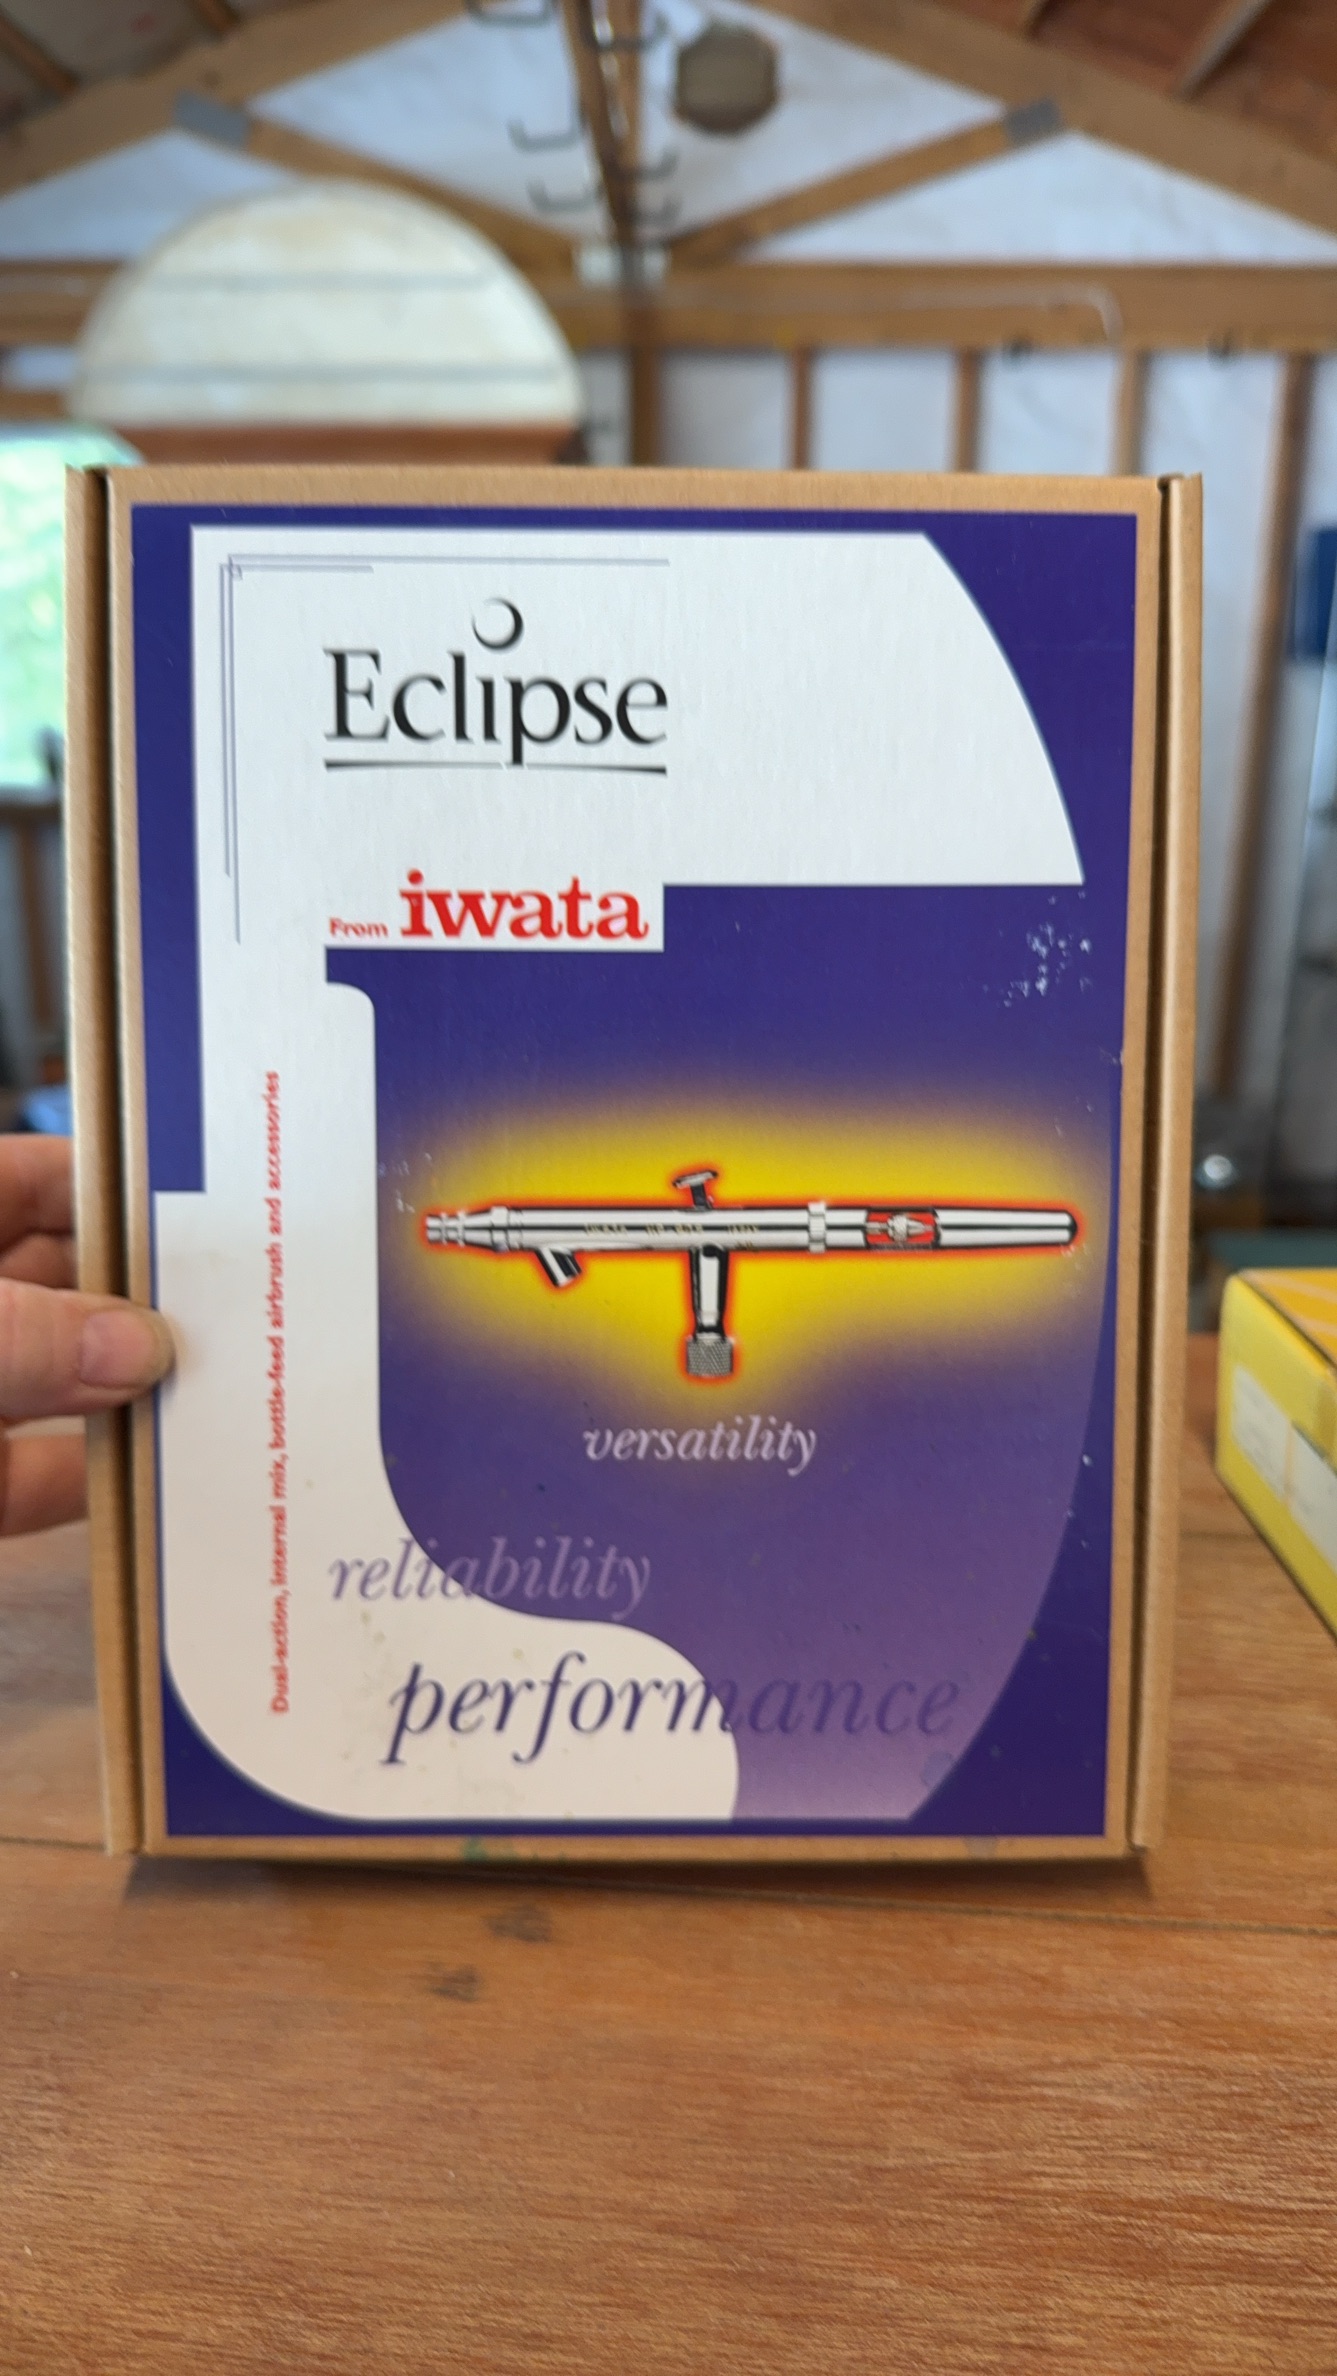 Eclipse
From iwata
Dual-action, internal mix, bottle-feed airbrush and accessories
versatility
reliability
performance